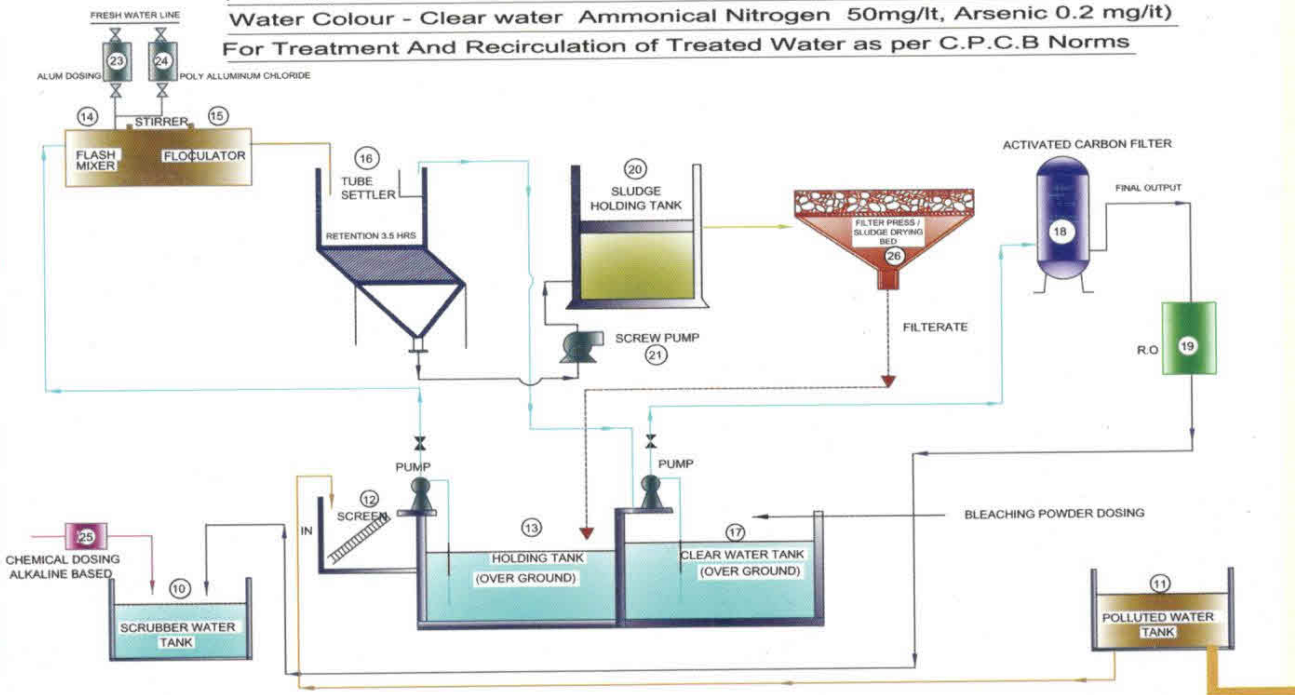 Water Colour - Clear water Ammonical Nitrogen 50mg/lt, Arsenic 0.2 mg/it)
For Treatment And Recirculation of Treated Water as per C.P.C.B Norms
FRESH WATER LINE
23
24
ALUM DOSING
POLY ALLUMINUM CHLORIDE
14
STIRRER
15
FLASH
MIXER
FLOCULATOR
16
TUBE
SETTLER
RETENTION 3.5 HRS
20
SLUDGE
HOLDING TANK
FILTER PRESS /
SLUDGE DRYING
BED
26
ACTIVATED CARBON FILTER
FINAL OUTPUT
18
SCREW PUMP
21
FILTERATE
R.O
19
PUMP
PUMP
12
SCREEN
IN
13
HOLDING TANK
(OVER GROUND)
17
CLEAR WATER TANK
(OVER GROUND)
BLEACHING POWDER DOSING
25
CHEMICAL DOSING
ALKALINE BASED
10
SCRUBBER WATER
TANK
11
POLLUTED WATER
TANK